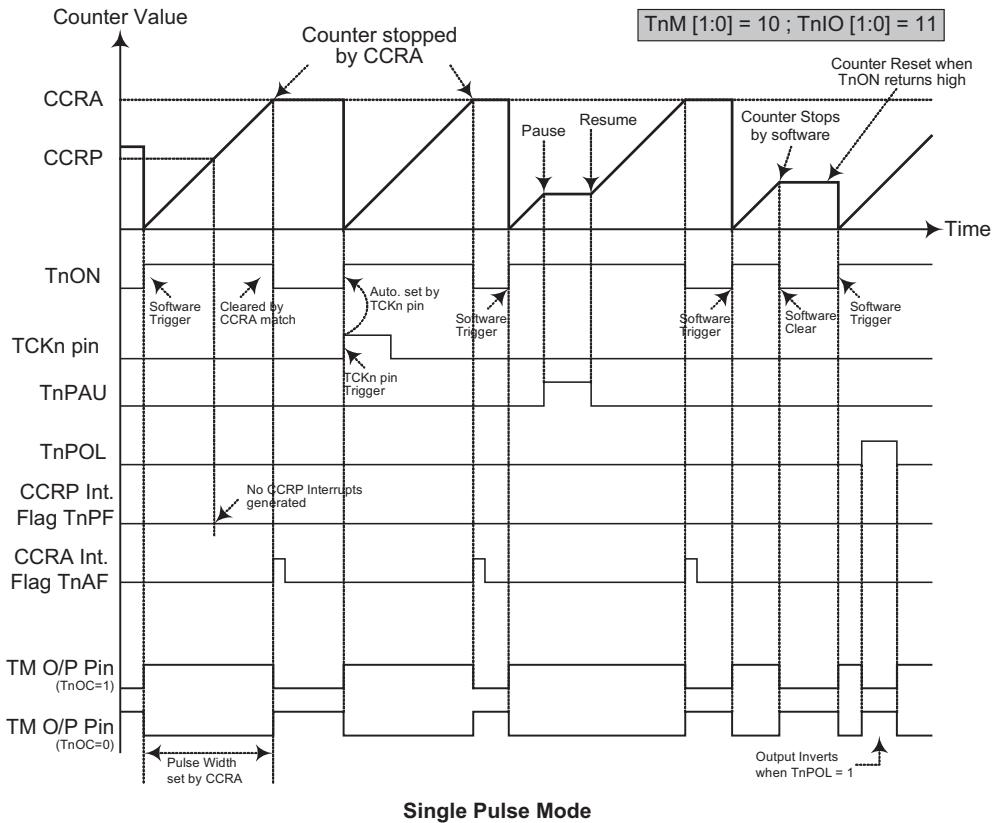 Counter Value
TnM [1:0] = 10 ; TnIO [1:0] = 11
Counter stopped
by CCRA
Counter Reset when
TnON returns high
CCRA
Counter Stops
by software
Resume
Pause
CCRP
Time
TnON
Software
Trigger
Cleared by
CCRA match
Auto. set by
TCKn pin
Software
Trigger
Software
Trigger
Software
Clear
Software
Trigger
TCKn pin
TCKn pin
Trigger
TnPAU
TnPOL
CCRP Int.
Flag TnPF
No CCRP Interrupts
generated
CCRA Int.
Flag TnAF
TM O/P Pin
(TnOC=1)
TM O/P Pin
(TnOC=0)
Pulse Width
set by CCRA
Output Inverts
when TnPOL = 1
Single Pulse Mode